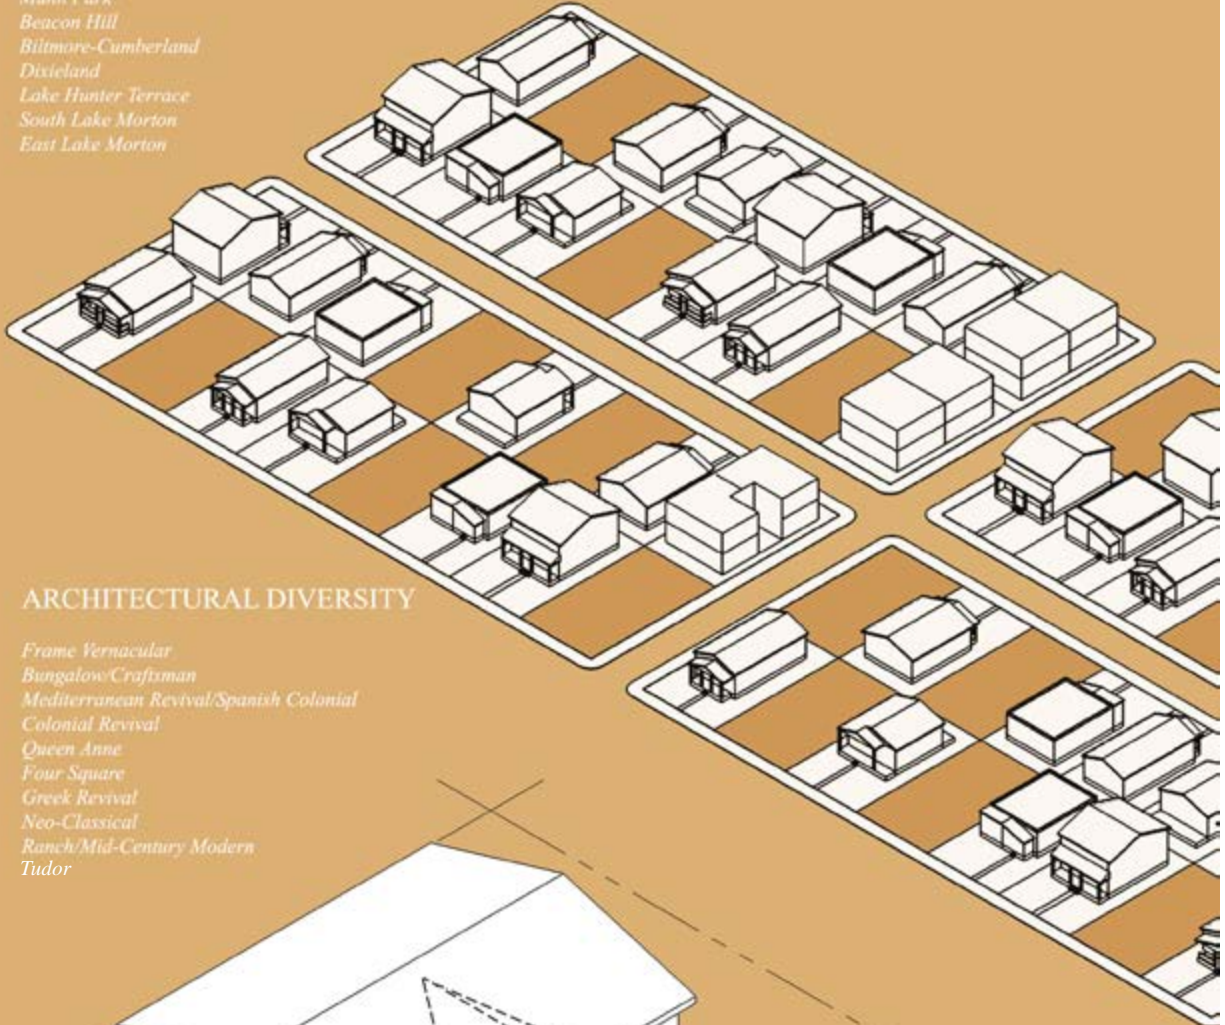 Beacon Hill
Biltmore-Cumberland
Dixieland
Lake Hunter Terrace
South Lake Morton
East Lake Morton
ARCHITECTURAL DIVERSITY
Frame Vernacular
Bungalow/Craftsman
Mediterranean Revival/Spanish Colonial
Colonial Revival
Queen Anne
Four Square
Greek Revival
Neo-Classical
Ranch/Mid-Century Modern
Tudor